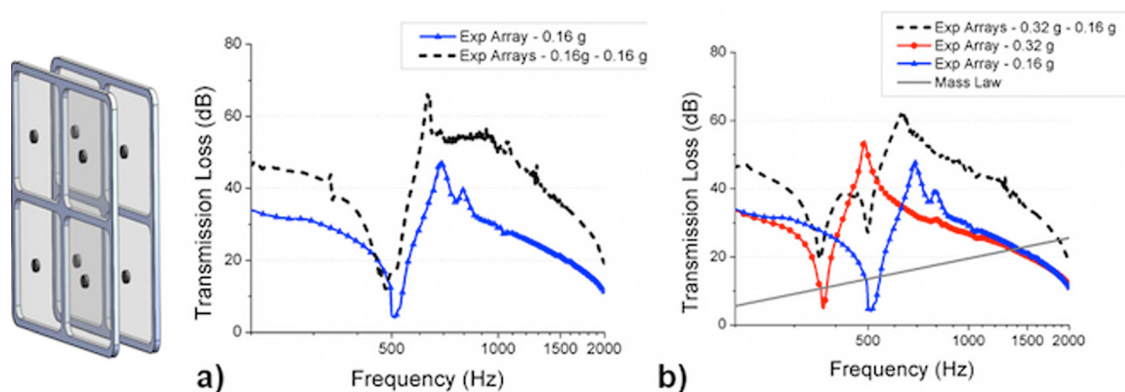 Exp Array - 0.16 g
Exp Arrays - 0.16g - 0.16 g
80
60
40
20
0
Transmission Loss (dB)
500
1000
2000
Frequency (Hz)
a)
Exp Arrays - 0.32 g - 0.16 g
Exp Array - 0.32 g
Exp Array - 0.16 g
Mass Law
80
60
40
20
0
Transmission Loss (dB)
500
1000
2000
Frequency (Hz)
b)